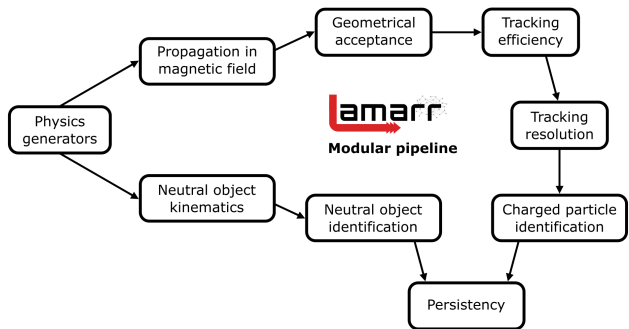 Physics
generators
Propagation in
magnetic field
Geometrical
acceptance
Tracking
efficiency
Tracking
resolution
Charged particle
identification
Lamarr
Modular pipeline
Neutral object
kinematics
Neutral object
identification
Persistency